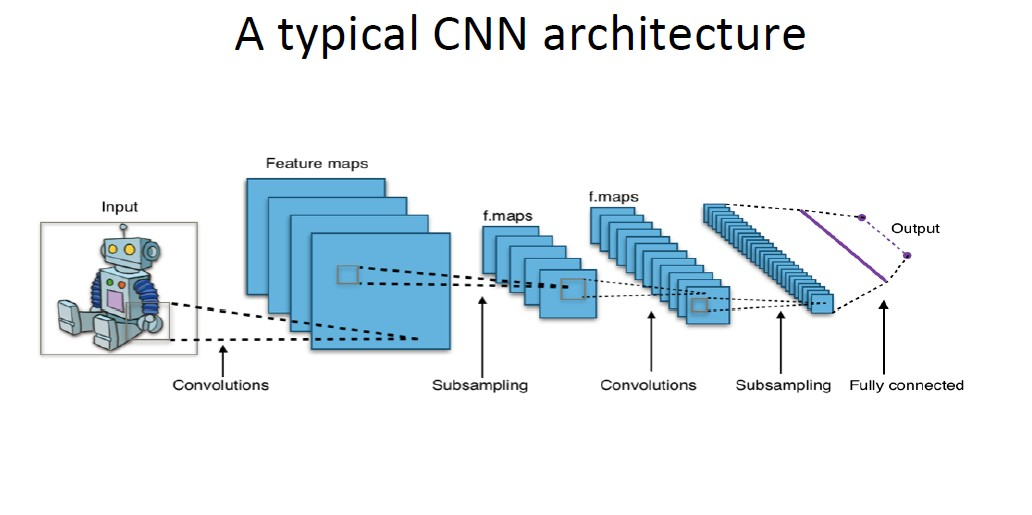 A typical CNN architecture
Feature maps
Input
f.maps
f.maps
Output
Convolutions
Subsampling
Convolutions
Subsampling
Fully connected